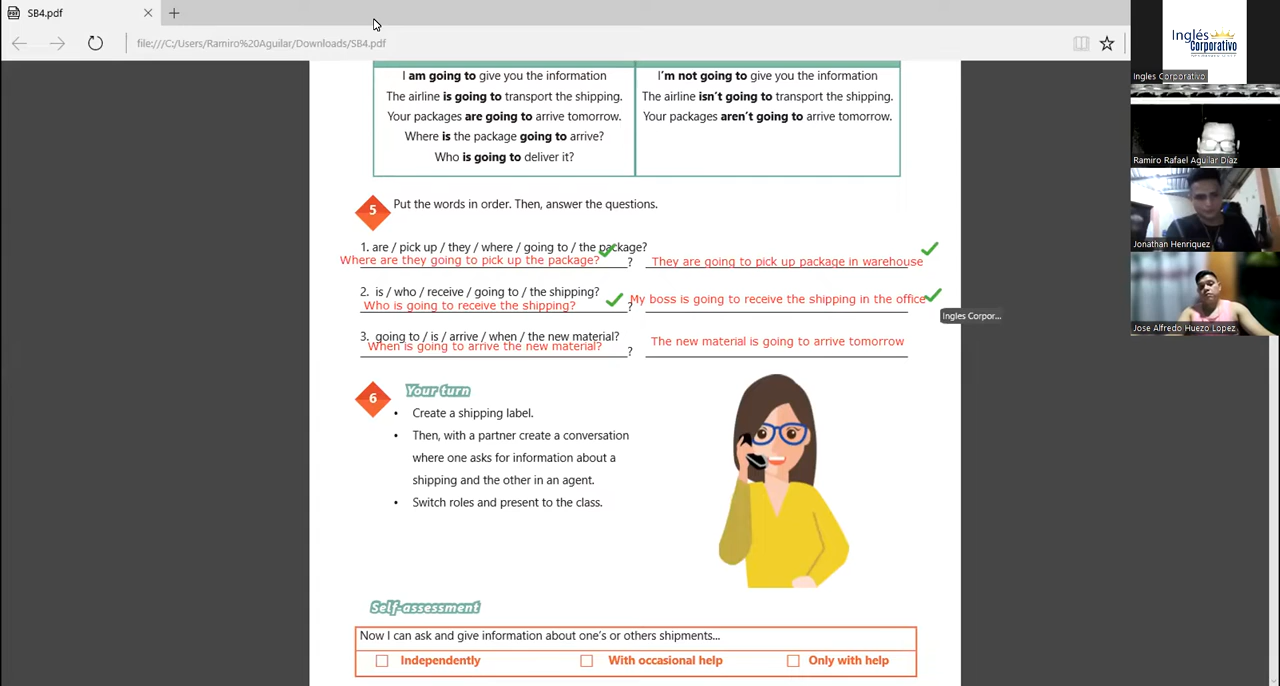 SB4.pdf
file:///C:/Users/Ramiro%20Aguilar/Downloads/SB4.pdf
I am going to give you the information
The airline is going to transport the shipping.
Your packages are going to arrive tomorrow.
Where is the package going to arrive?
Who is going to deliver it?
I'm not going to give you the information
The airline isn't going to transport the shipping.
Your packages aren't going to arrive tomorrow.
5
Put the words in order. Then, answer the questions.
1. are / pick up / they / where / going to / the package?
Where are they going to pick up the package?
?
They are going to pick up package in warehouse
2. is / who / receive / going to / the shipping?
Who is going to receive the shipping?
?
My boss is going to receive the shipping in the office
3. going to / is / arrive / when / the new material?
When is going to arrive the new material?
?
The new material is going to arrive tomorrow
6
Your turn
• Create a shipping label.
• Then, with a partner create a conversation
where one asks for information about a
shipping and the other in an agent.
• Switch roles and present to the class.
Self-assessment
Now I can ask and give information about one's or others shipments...
Independently
With occasional help
Only with help
Ingles Corpor...
Inglés
Corporativo
Ingles Corporativo
Ramiro Rafael Aguilar Diaz
Jonathan Henriquez
Jose Alfredo Huezo Lopez